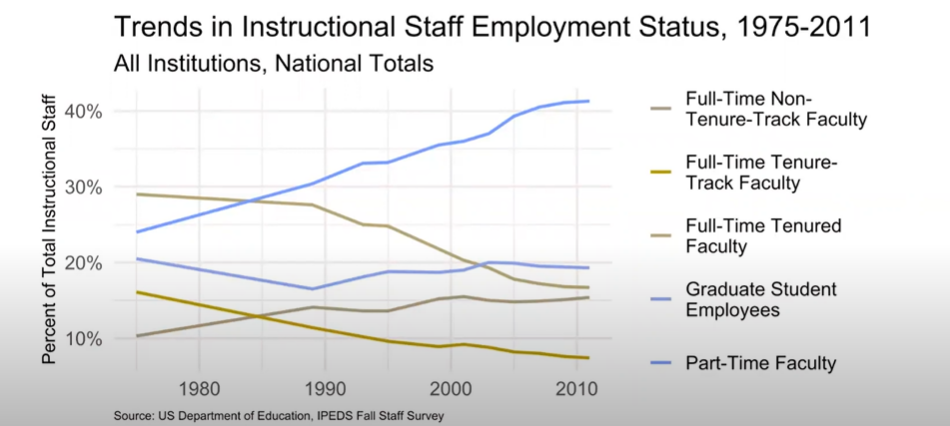 Trends in Instructional Staff Employment Status, 1975-2011
All Institutions, National Totals
Percent of Total Instructional Staff
40%
30%
20%
10%
1980
1990
2000
2010
Full-Time Non-
Tenure-Track Faculty
Full-Time Tenure-
Track Faculty
Full-Time Tenured
Faculty
Graduate Student
Employees
Part-Time Faculty
Source: US Department of Education, IPEDS Fall Staff Survey